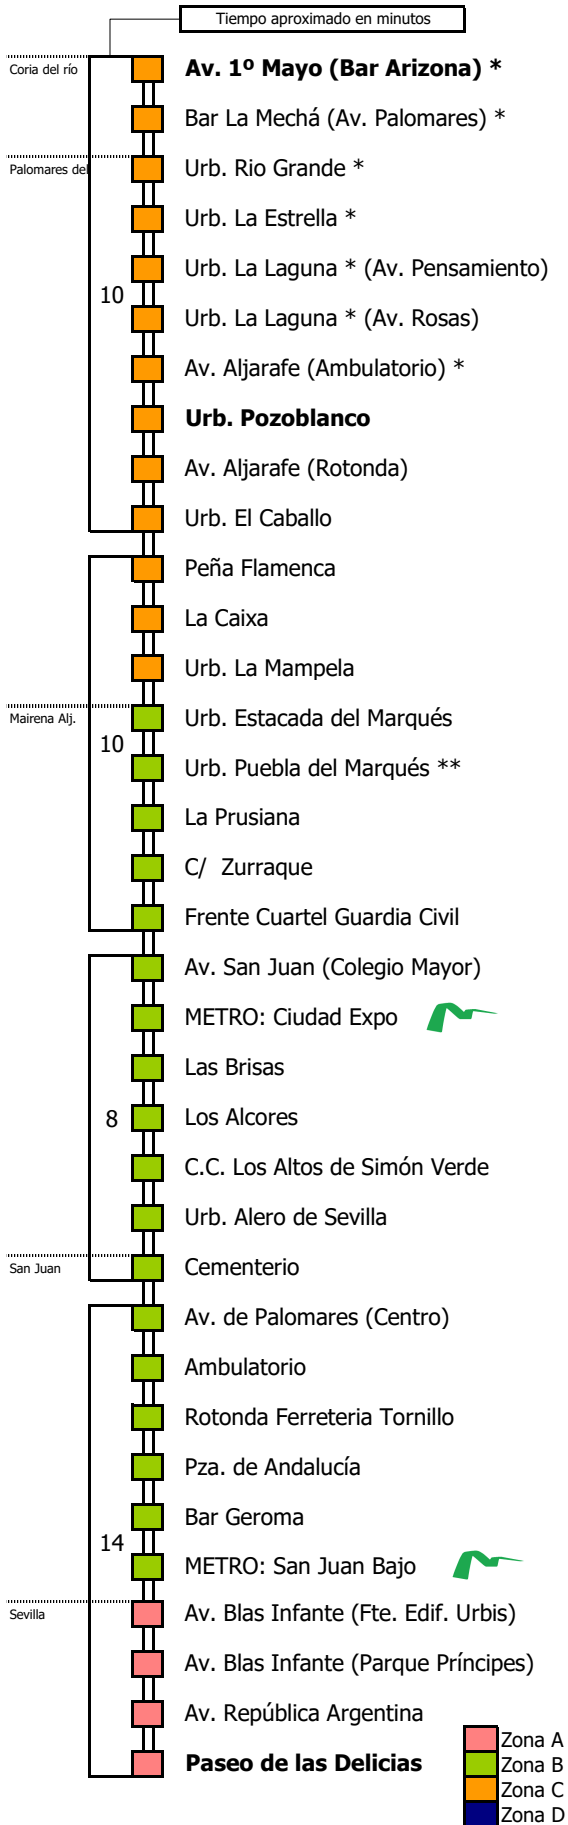 Tiempo aproximado en minutos
Coria del río
Av. 1º Mayo (Bar Arizona) *
Bar La Mechá (Av. Palomares) *
Palomares del
Urb. Rio Grande *
Urb. La Estrella *
Urb. La Laguna * (Av. Pensamiento)
10
Urb. La Laguna * (Av. Rosas)
Av. Aljarafe (Ambulatorio) *
Urb. Pozoblanco
Av. Aljarafe (Rotonda)
Urb. El Caballo
Peña Flamenca
La Caixa
Urb. La Mampela
Mairena Alj.
Urb. Estacada del Marqués
10
Urb. Puebla del Marqués **
La Prusiana
C/ Zurraque
Frente Cuartel Guardia Civil
Av. San Juan (Colegio Mayor)
METRO: Ciudad Expo
Las Brisas
8
Los Alcores
C.C. Los Altos de Simón Verde
Urb. Alero de Sevilla
San Juan
Cementerio
Av. de Palomares (Centro)
Ambulatorio
Rotonda Ferreteria Tornillo
Pza. de Andalucía
Bar Geroma
14
METRO: San Juan Bajo
Sevilla
Av. Blas Infante (Fte. Edif. Urbis)
Av. Blas Infante (Parque Príncipes)
Av. República Argentina
Paseo de las Delicias
Zona A
Zona B
Zona C
Zona D